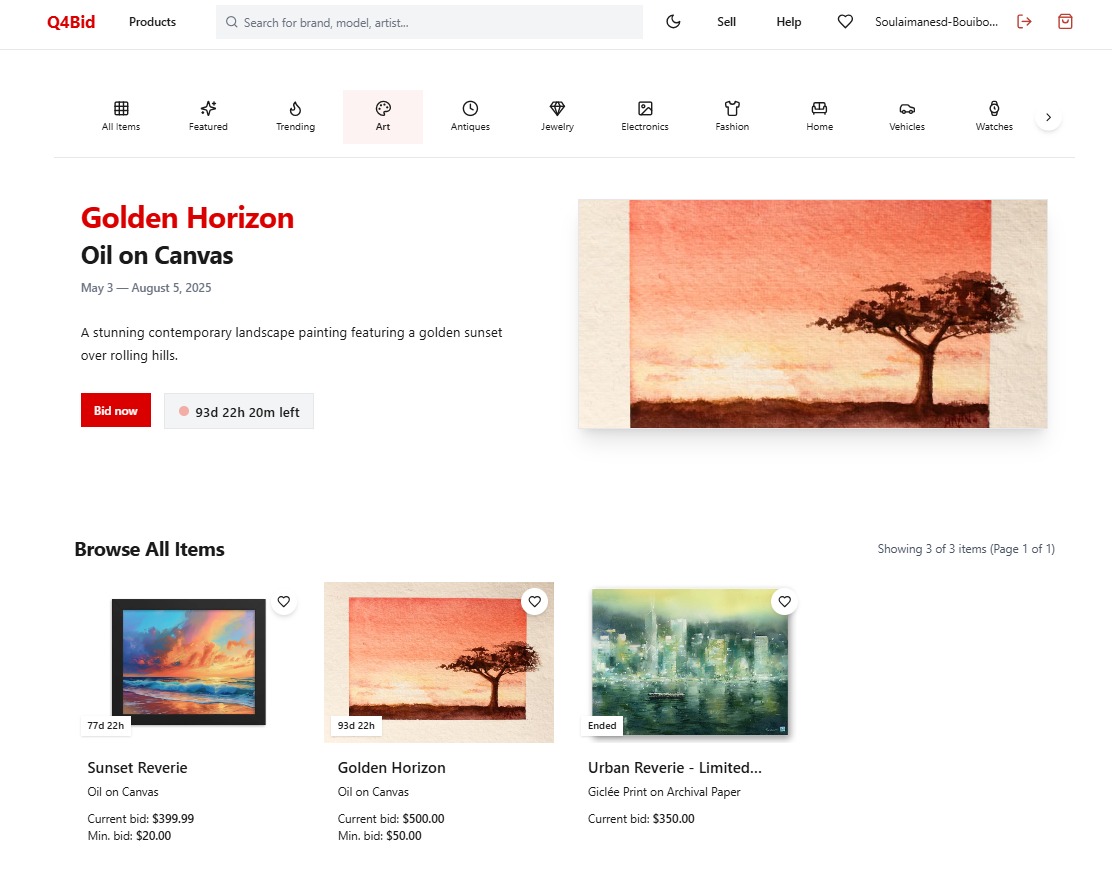 Q4Bid Products Search for brand, model, artist... Sell Help Soulaimanesd-Bouibo...
All Items Featured Trending Art Antiques Jewelry Electronics Fashion Home Vehicles Watches
Golden Horizon
Oil on Canvas
May 3 — August 5, 2025
A stunning contemporary landscape painting featuring a golden sunset
over rolling hills.
Bid now 93d 22h 20m left
Browse All Items Showing 3 of 3 items (Page 1 of 1)
77d 22h 93d 22h Ended
Sunset Reverie Golden Horizon Urban Reverie - Limited...
Oil on Canvas Oil on Canvas Giclée Print on Archival Paper
Current bid: $399.99 Current bid: $500.00 Current bid: $350.00
Min. bid: $20.00 Min. bid: $50.00